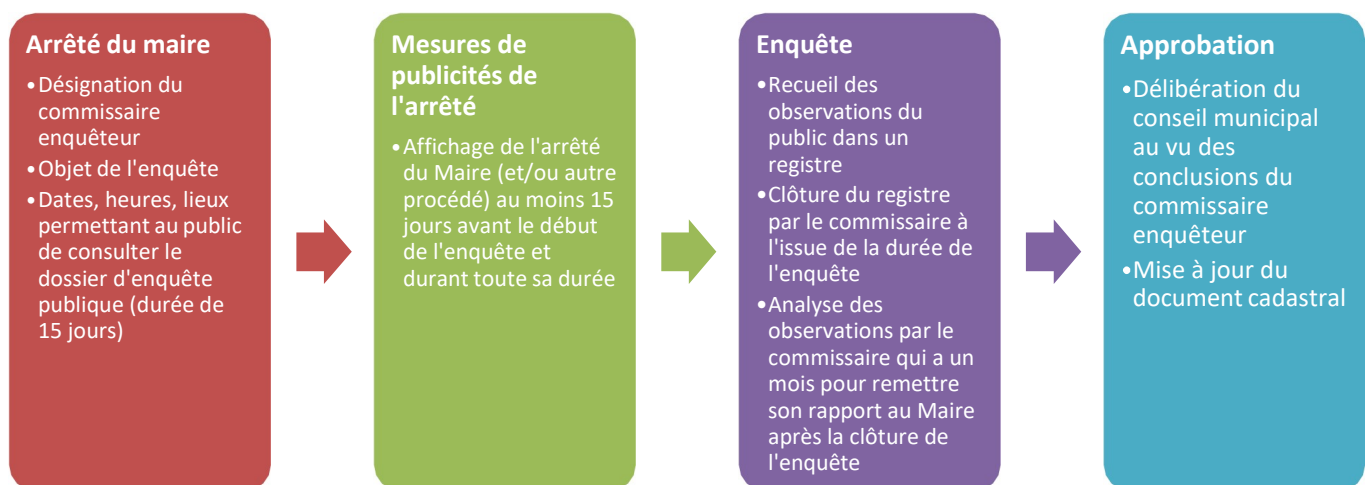 Arrêté du maire
•Désignation du
commissaire
enquêteur
•Objet de l'enquête
•Dates, heures, lieux
permettant au public
de consulter le
dossier d'enquête
publique (durée de
15 jours)
Mesures de
publicités de
l'arrêté
•Affichage de l'arrêté
du Maire (et/ou autre
procédé) au moins 15
jours avant le début
de l'enquête et
durant toute sa durée
Enquête
•Recueil des
observations du
public dans un
registre
•Clôture du registre
par le commissaire à
l'issue de la durée de
l'enquête
•Analyse des
observations par le
commissaire qui a un
mois pour remettre
son rapport au Maire
après la clôture de
l'enquête
Approbation
•Délibération du
conseil municipal
au vu des
conclusions du
commissaire
enquêteur
•Mise à jour du
document cadastral